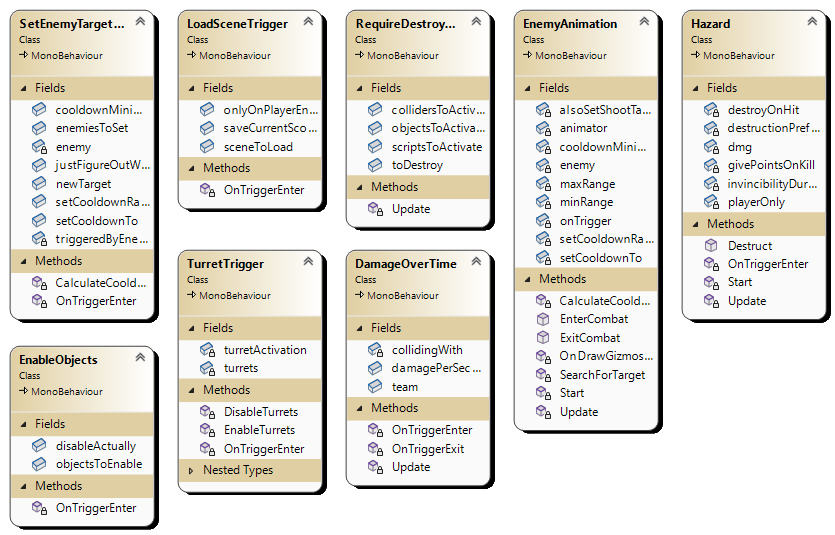 SetEnemyTarget...
Class
MonoBehaviour
Fields
cooldownMini...
enemiesToSet
enemy
justFigureOutW...
newTarget
setCooldownRa...
setCooldownTo
triggeredByEne...
Methods
CalculateCoold...
OnTriggerEnter
EnableObjects
Class
MonoBehaviour
Fields
disableActually
objectsToEnable
Methods
OnTriggerEnter
LoadSceneTrigger
Class
MonoBehaviour
Fields
onlyOnPlayerEn...
saveCurrentSco...
sceneToLoad
Methods
OnTriggerEnter
TurretTrigger
Class
MonoBehaviour
Fields
turretActivation
turrets
Methods
DisableTurrets
EnableTurrets
OnTriggerEnter
Nested Types
RequireDestroy...
Class
MonoBehaviour
Fields
collidersToActiv...
objectsToActiva...
scriptsToActivate
toDestroy
Methods
Update
DamageOverTime
Class
MonoBehaviour
Fields
collidingWith
damagePerSec...
team
Methods
OnTriggerEnter
OnTriggerExit
Update
EnemyAnimation
Class
MonoBehaviour
Fields
alsoSetShootTa...
animator
cooldownMini...
enemy
maxRange
minRange
onTrigger
setCooldownRa...
setCooldownTo
Methods
CalculateCoold...
EnterCombat
ExitCombat
OnDrawGizmos...
SearchForTarget
Start
Update
Hazard
Class
MonoBehaviour
Fields
destroyOnHit
destructionPref...
dmg
givePointsOnKill
invincibilityDur...
playerOnly
Methods
Destruct
OnTriggerEnter
Start
Update